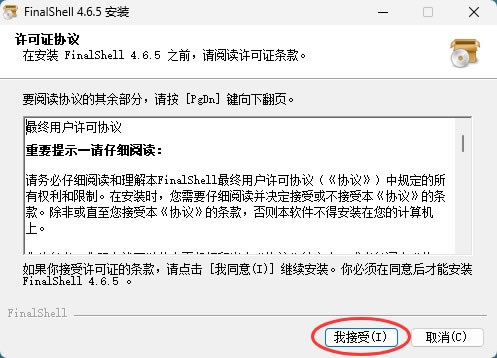 FinalShell 4.6.5 安装
许可证协议
在安装 FinalShell 4.6.5 之前,请阅读许可证条款。
要阅读协议的其余部分,请按 [PgDn] 键向下翻页。
最终用户许可协议
重要提示—请仔细阅读:
请务必仔细阅读和理解本FinalShell最终用户许可协议(《协议》)中规定的所
有权利和限制。在安装时,您需要仔细阅读并决定接受或不接受本《协议》的条
款。除非或直至您接受本《协议》的条款,否则本软件不得安装在您的计算机
上。
如果你接受许可证的条款,请点击 [我同意(I)] 继续安装。你必须在同意后才能安装
FinalShell 4.6.5 。
FinalShell
我接受(I)
取消(C)